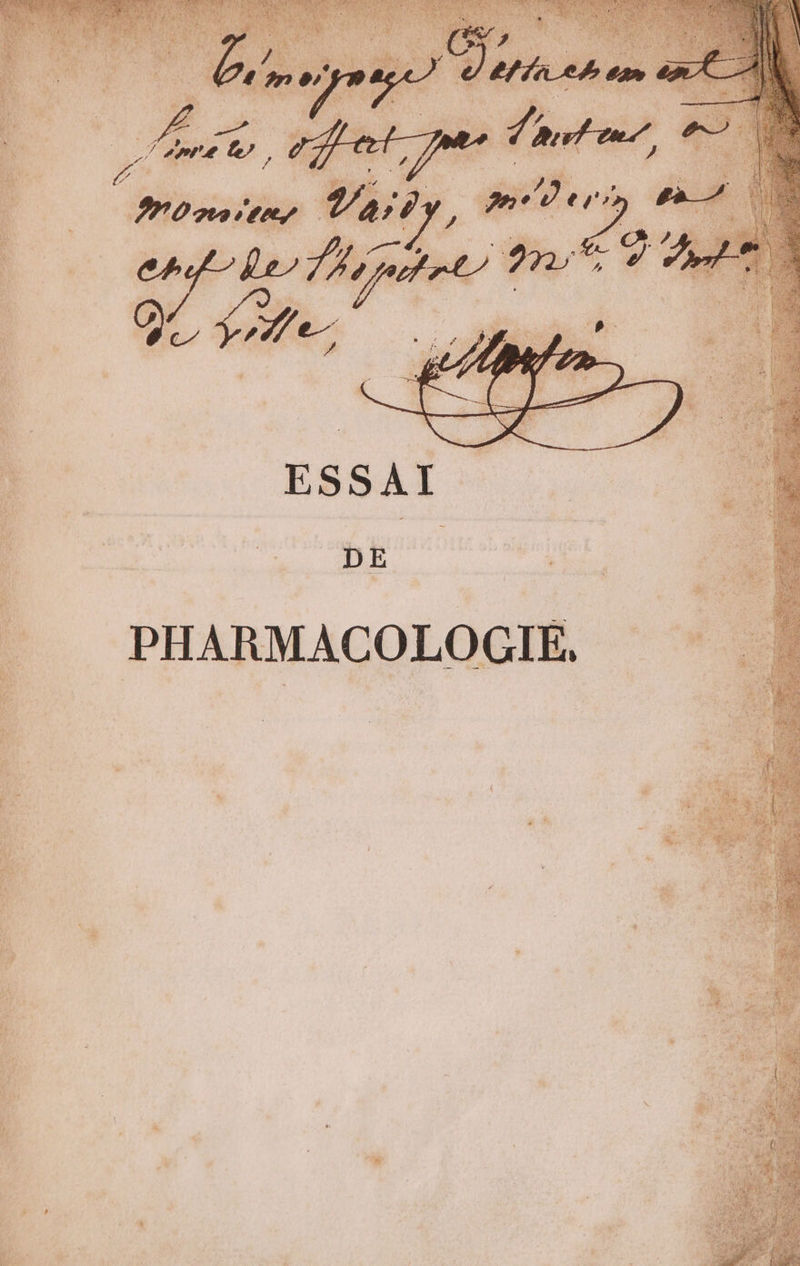 Témoignage D'attachement
Sincère, offert par l'auteur, a
Monsieur Vaidy, médecin en
chef de l'hôpital M.re D'Inst.n
De Lille,
Martin
ESSAI
DE
PHARMACOLOGIE.